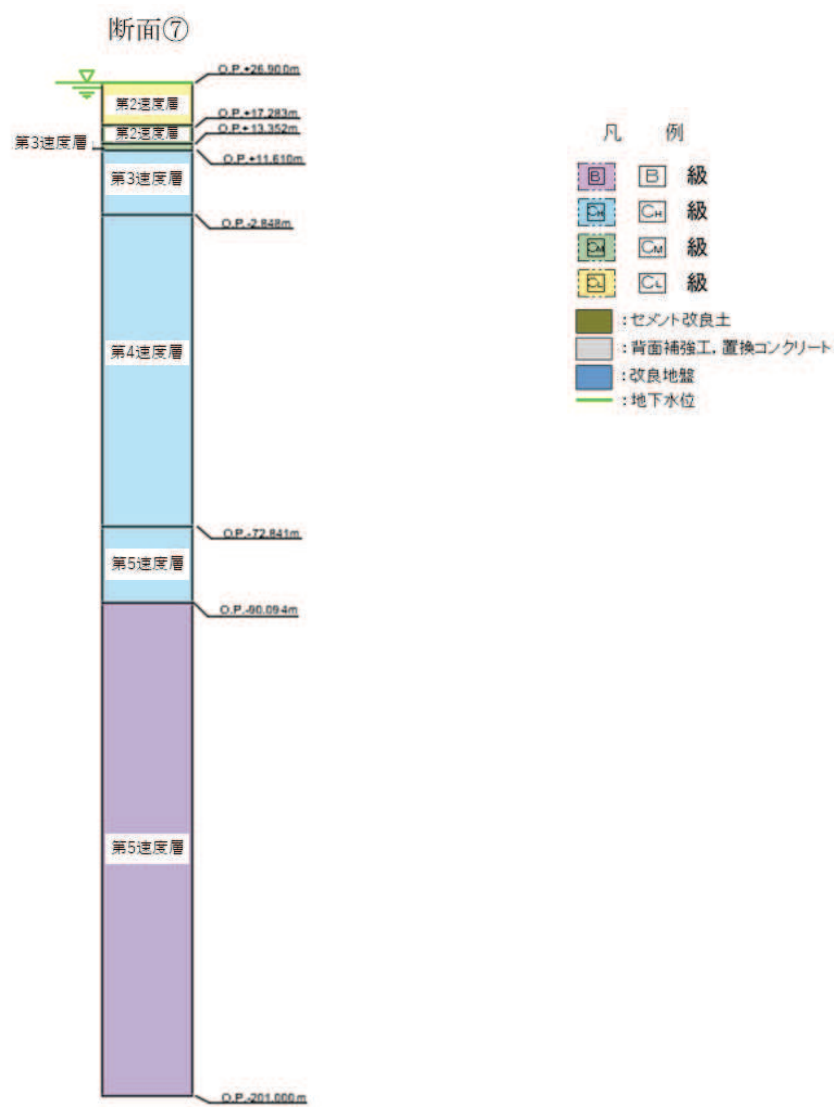 断面⑦
O.P.+26.900m
第2速度層
O.P.+17.283m
第2速度層
O.P.+13.352m
第3速度層
O.P.+11.610m
第3速度層
O.P.-2.848m
第4速度層
O.P.-72.841m
第5速度層
O.P.-90.094m
第5速度層
O.P.-201.000m
凡 例
B B 級
CH CH 級
CM CM 級
CL CL 級
:セメント改良土
:背面補強工,置換コンクリート
:改良地盤
:地下水位